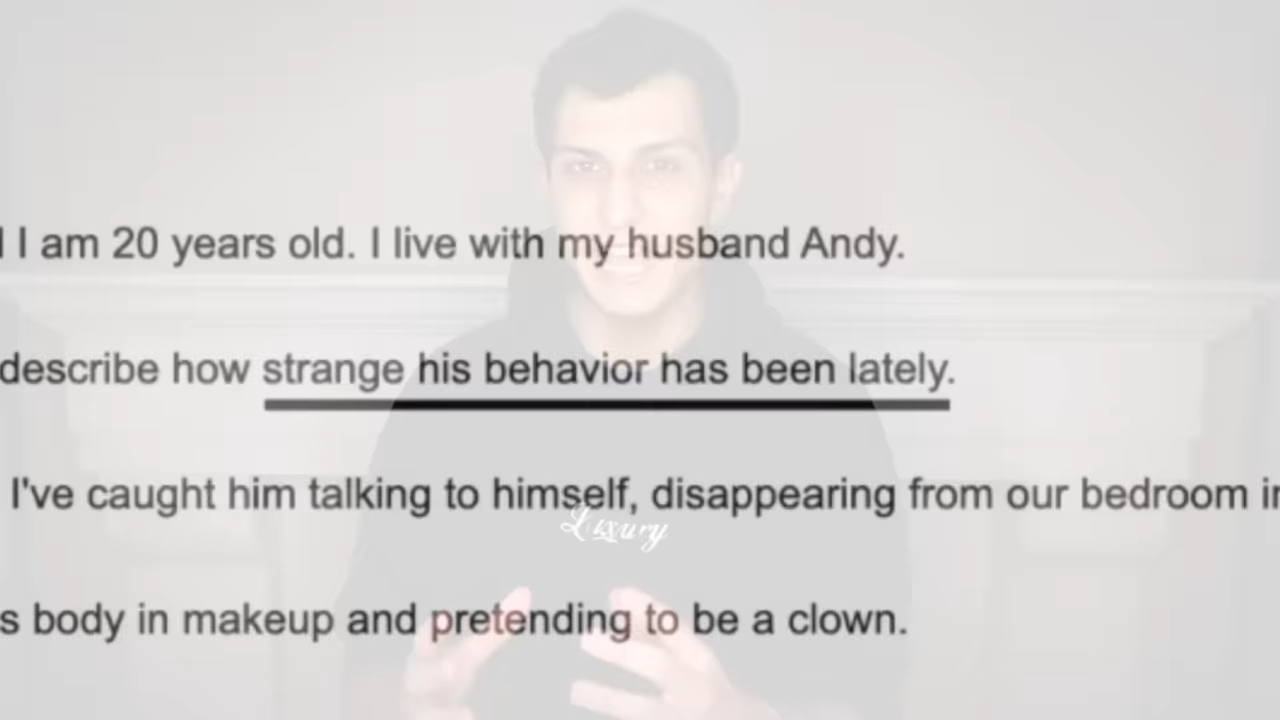 I am 20 years old. I live with my husband Andy.
describe how strange his behavior has been lately.
I've caught him talking to himself, disappearing from our bedroom
Luxury
s body in makeup and pretending to be a clown.